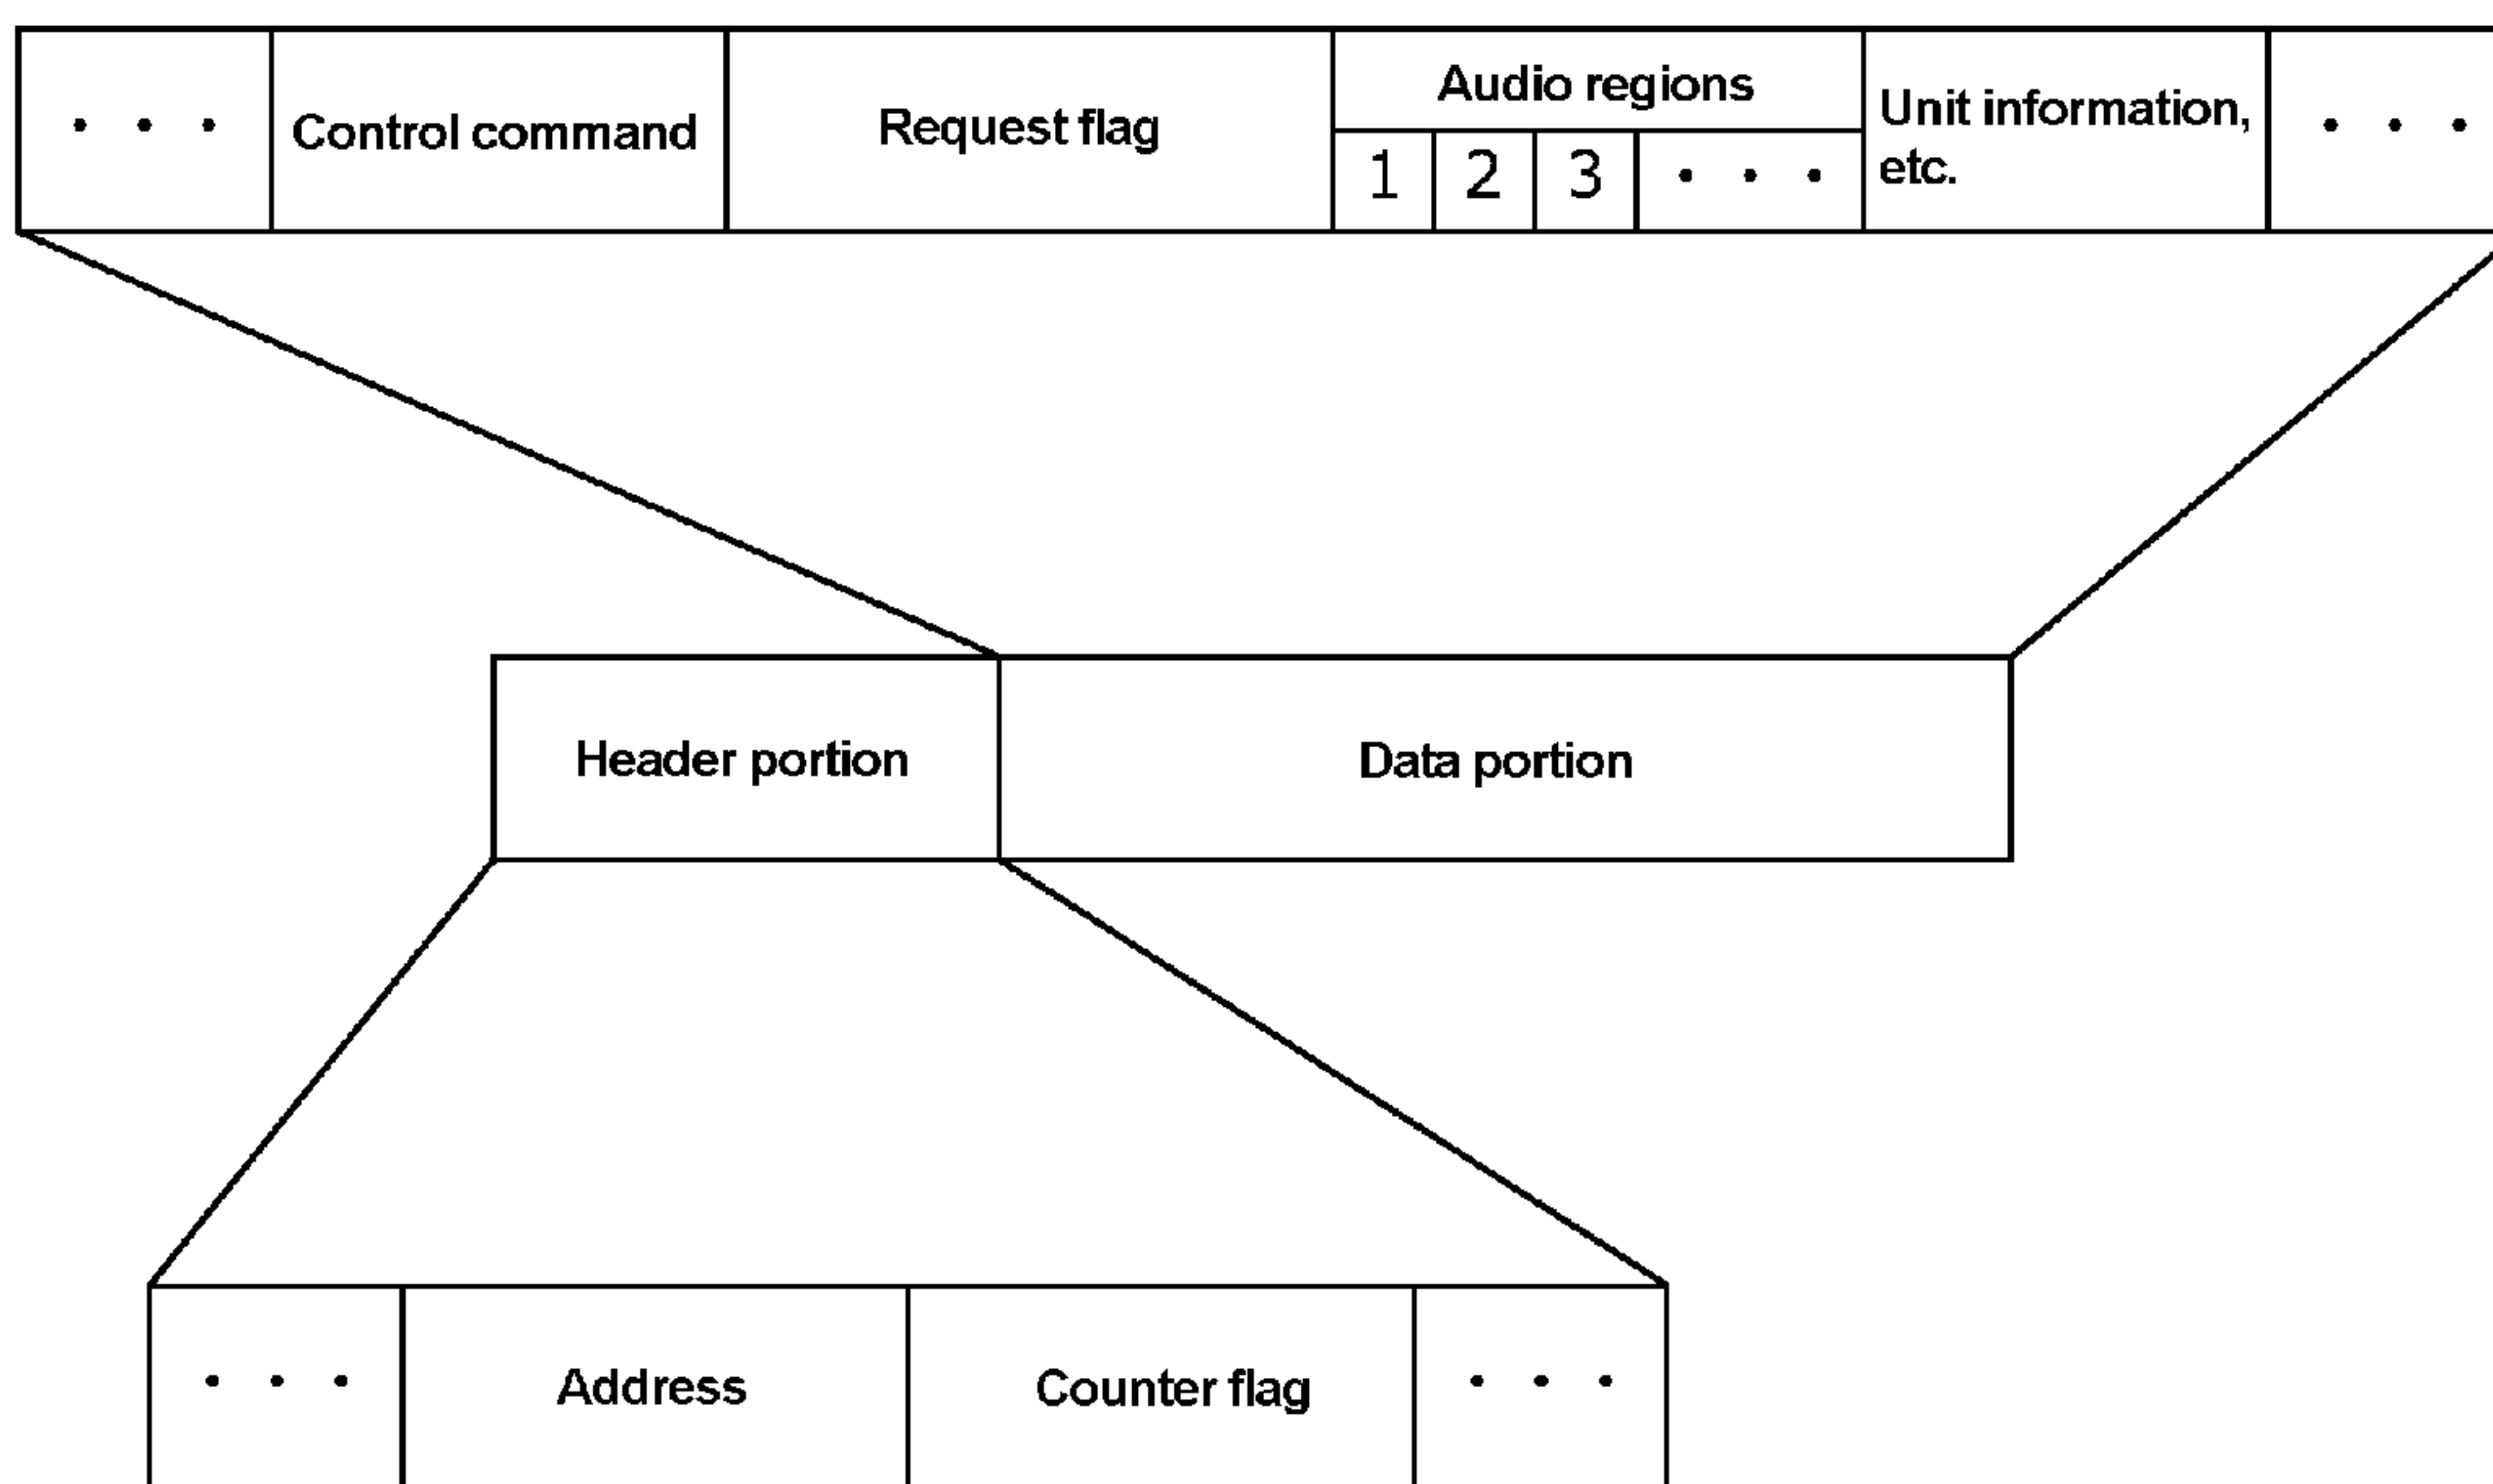 . . .
Control command
Request flag
Audio regions
1 2 3 . . .
Unit information,
etc.
. . .
Header portion
Data portion
. . .
Address
Counter flag
. . .